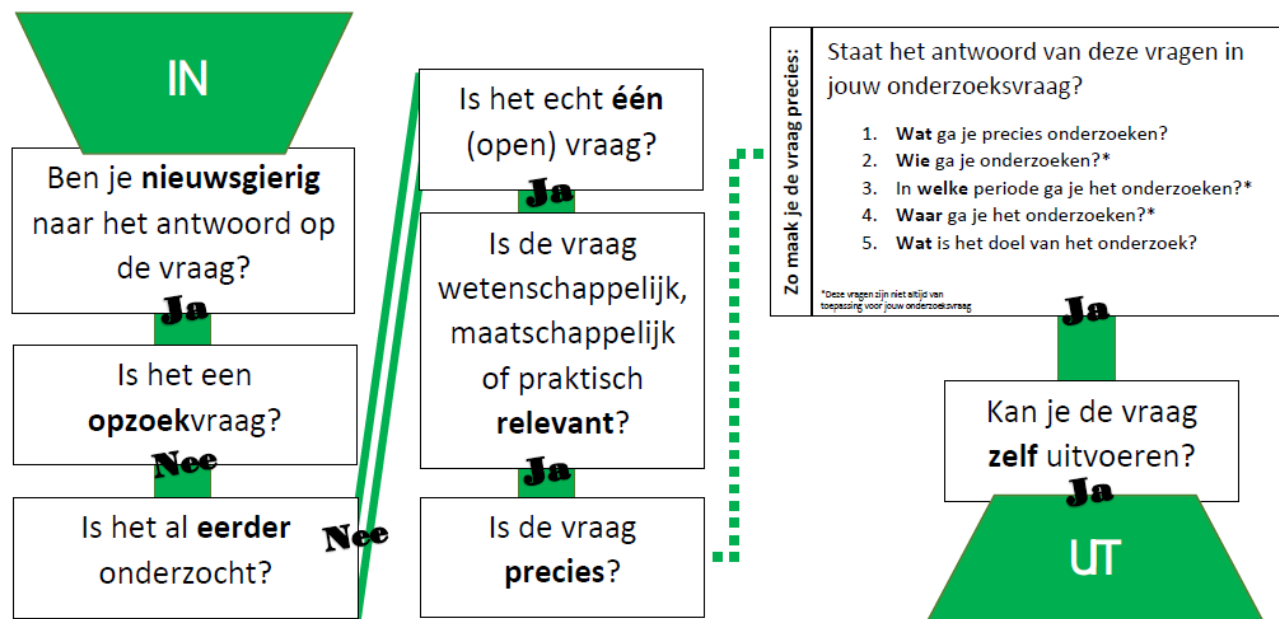 IN
Ben je nieuwsgierig
naar het antwoord op
de vraag?
Ja
Is het een
opzoekvraag?
Nee
Is het al eerder
onderzocht?
Nee
Is het echt één
(open) vraag?
Ja
Is de vraag
wetenschappelijk,
maatschappelijk
of praktisch
relevant?
Ja
Is de vraag
precies?
Zo maak je de vraag precies:
Staat het antwoord van deze vragen in
jouw onderzoeksvraag?
1. Wat ga je precies onderzoeken?
2. Wie ga je onderzoeken?*
3. In welke periode ga je het onderzoeken?*
4. Waar ga je het onderzoeken?*
5. Wat is het doel van het onderzoek?
*Deze vragen zijn niet altijd van
toepassing voor jouw onderzoeksvraag
Ja
Kan je de vraag
zelf uitvoeren?
Ja
UT